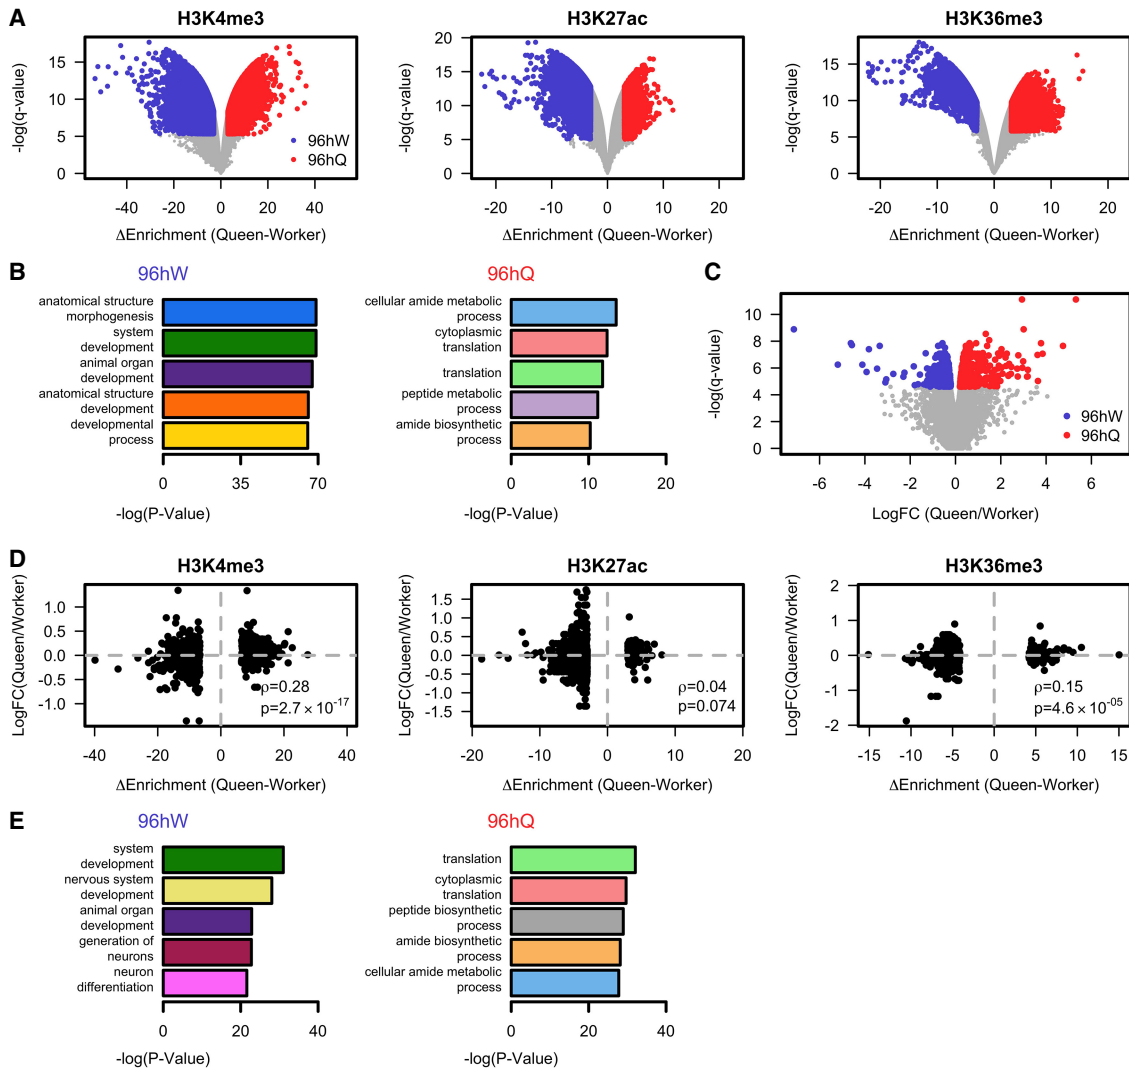 A
H3K4me3
H3K27ac
H3K36me3
-log(q-value)
15
10
5
0
-40
-20
0
20
40
96hW
96hQ
ΔEnrichment (Queen-Worker)
-log(q-value)
20
15
10
5
0
-20
-10
0
10
20
ΔEnrichment (Queen-Worker)
-log(q-value)
15
10
5
0
-20
-10
0
10
20
ΔEnrichment (Queen-Worker)
B
96hW
anatomical structure
morphogenesis
system
development
animal organ
development
anatomical structure
development
developmental
process
0
35
70
-log(P-Value)
96hQ
cellular amide metabolic
process
cytoplasmic
translation
translation
peptide metabolic
process
amide biosynthetic
process
0
10
20
-log(P-Value)
C
-log(q-value)
10
8
6
4
2
0
-6
-4
-2
0
2
4
6
96hW
96hQ
LogFC (Queen/Worker)
D
H3K4me3
LogFC(Queen/Worker)
1.0
0.5
0.0
-0.5
-1.0
ρ=0.28
p=2.7 × 10⁻¹⁷
-40
-20
0
20
40
ΔEnrichment (Queen-Worker)
H3K27ac
LogFC(Queen/Worker)
1.5
1.0
0.5
0.0
-0.5
-1.0
-1.5
ρ=0.04
p=0.074
-20
-10
0
10
20
ΔEnrichment (Queen-Worker)
H3K36me3
LogFC(Queen/Worker)
2
1
0
-1
-2
ρ=0.15
p=4.6 × 10⁻⁰⁵
-15
-10
-5
0
5
10
15
ΔEnrichment (Queen-Worker)
E
96hW
system
development
nervous system
development
animal organ
development
generation of
neurons
neuron
differentiation
0
20
40
-log(P-Value)
96hQ
translation
cytoplasmic
translation
peptide biosynthetic
process
amide biosynthetic
process
cellular amide metabolic
process
0
20
40
-log(P-Value)